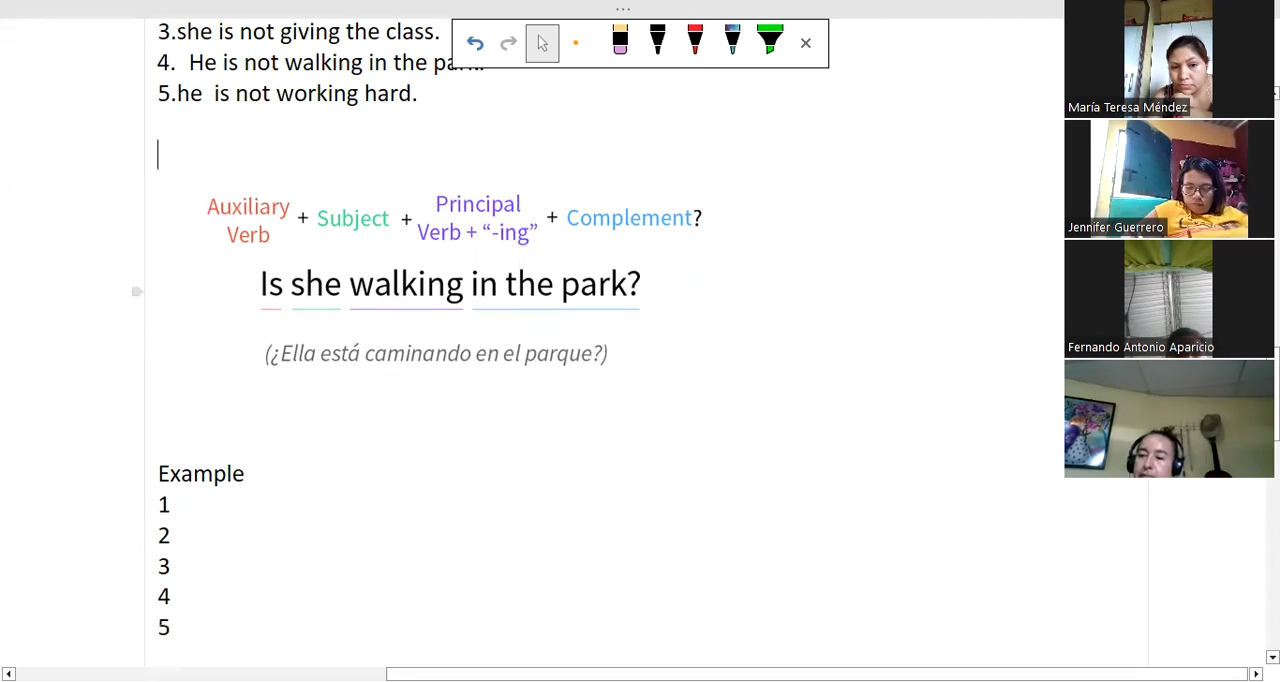 3.she is not giving the class.
4. He is not walking in the park.
5.he is not working hard.
Auxiliary Verb + Subject + Principal Verb + “-ing” + Complement?
Is she walking in the park?
(¿Ella está caminando en el parque?)
Example
1
2
3
4
5
María Teresa Méndez
Jennifer Guerrero
Fernando Antonio Aparicio